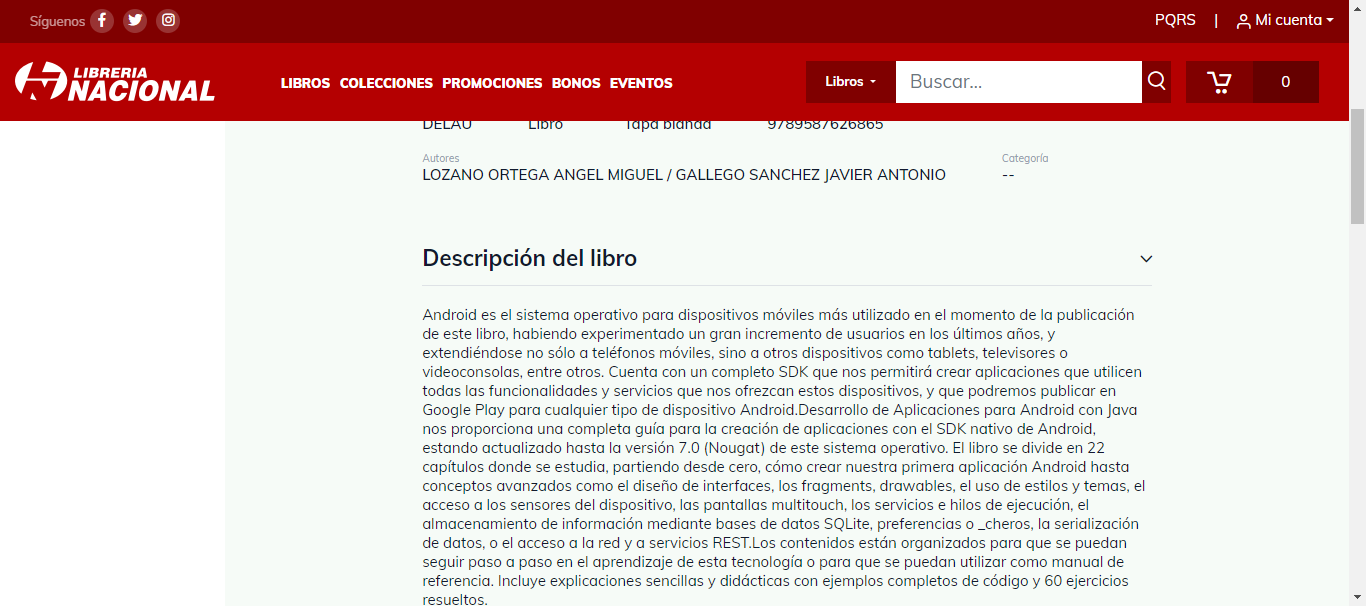 Síguenos
PQRS | Mi cuenta
LIBRERIA
NACIONAL
LIBROS COLECCIONES PROMOCIONES BONOS EVENTOS
Libros
Buscar...
0
DELAU Libro Tapa blanda 9789587626865
Autores
LOZANO ORTEGA ANGEL MIGUEL / GALLEGO SANCHEZ JAVIER ANTONIO
Categoría
--
Descripción del libro
Android es el sistema operativo para dispositivos móviles más utilizado en el momento de la publicación
de este libro, habiendo experimentado un gran incremento de usuarios en los últimos años, y
extendiéndose no sólo a teléfonos móviles, sino a otros dispositivos como tablets, televisores o
videoconsolas, entre otros. Cuenta con un completo SDK que nos permitirá crear aplicaciones que utilicen
todas las funcionalidades y servicios que nos ofrezcan estos dispositivos, y que podremos publicar en
Google Play para cualquier tipo de dispositivo Android.Desarrollo de Aplicaciones para Android con Java
nos proporciona una completa guía para la creación de aplicaciones con el SDK nativo de Android,
estando actualizado hasta la versión 7.0 (Nougat) de este sistema operativo. El libro se divide en 22
capítulos donde se estudia, partiendo desde cero, cómo crear nuestra primera aplicación Android hasta
conceptos avanzados como el diseño de interfaces, los fragments, drawables, el uso de estilos y temas, el
acceso a los sensores del dispositivo, las pantallas multitouch, los servicios e hilos de ejecución, el
almacenamiento de información mediante bases de datos SQLite, preferencias o _cheros, la serialización
de datos, o el acceso a la red y a servicios REST.Los contenidos están organizados para que se puedan
seguir paso a paso en el aprendizaje de esta tecnología o para que se puedan utilizar como manual de
referencia. Incluye explicaciones sencillas y didácticas con ejemplos completos de código y 60 ejercicios
resueltos.